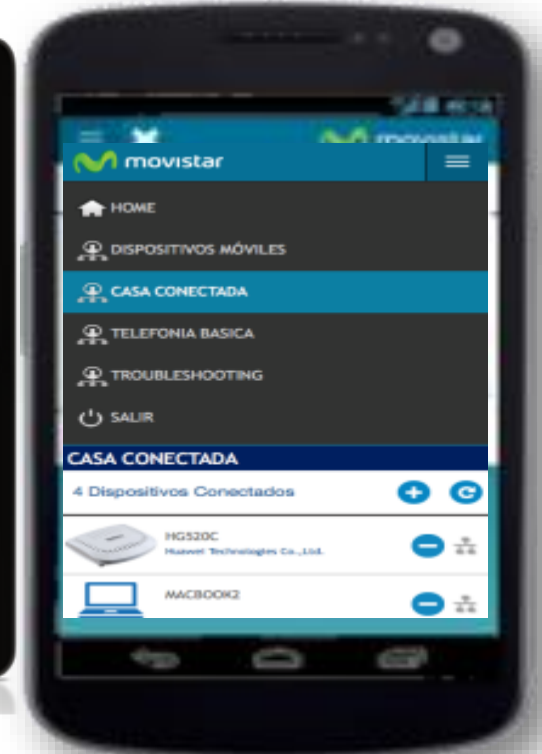 movistar
movistar
HOME
DISPOSITIVOS MÓVILES
CASA CONECTADA
TELEFONIA BASICA
TROUBLESHOOTING
SALIR
CASA CONECTADA
4 Dispositivos Conectados
HG520C
Huawei Technologies Co.,Ltd.
MACBOOK2